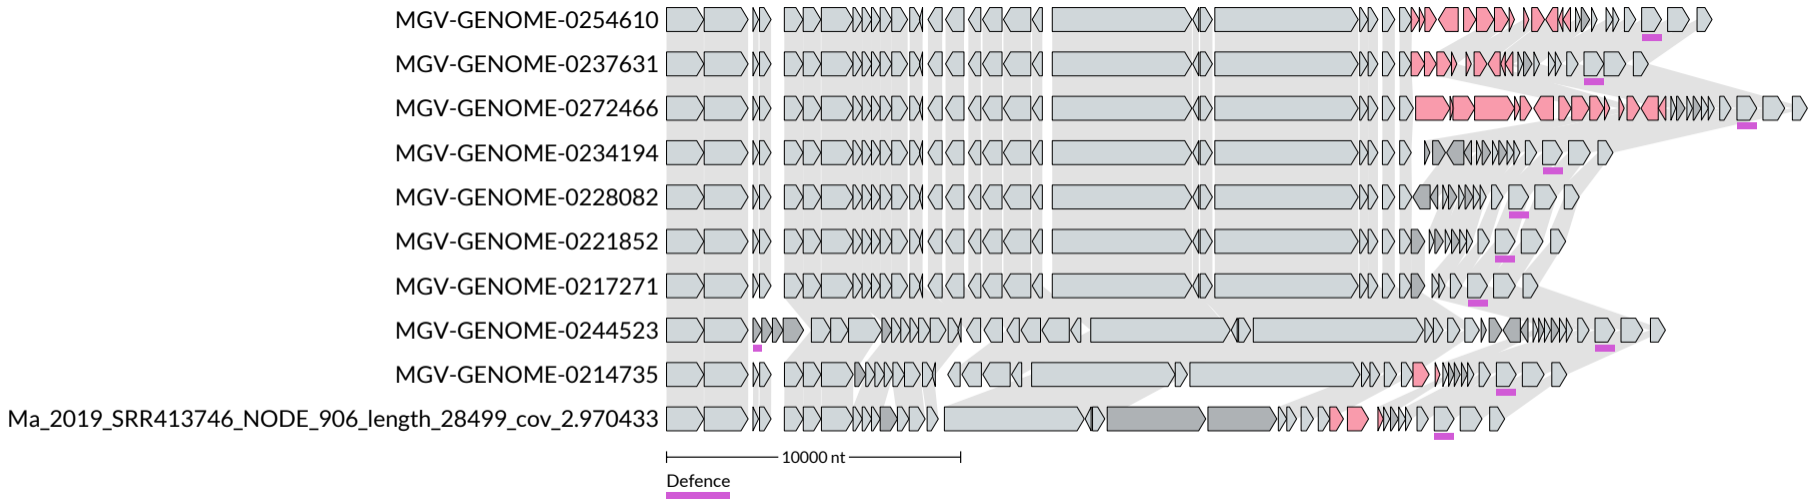 MGV-GENOME-0254610
MGV-GENOME-0237631
MGV-GENOME-0272466
MGV-GENOME-0234194
MGV-GENOME-0228082
MGV-GENOME-0221852
MGV-GENOME-0217271
MGV-GENOME-0244523
MGV-GENOME-0214735
Ma_2019_SRR413746_NODE_906_length_28499_cov_2.970433
10000 nt
Defence